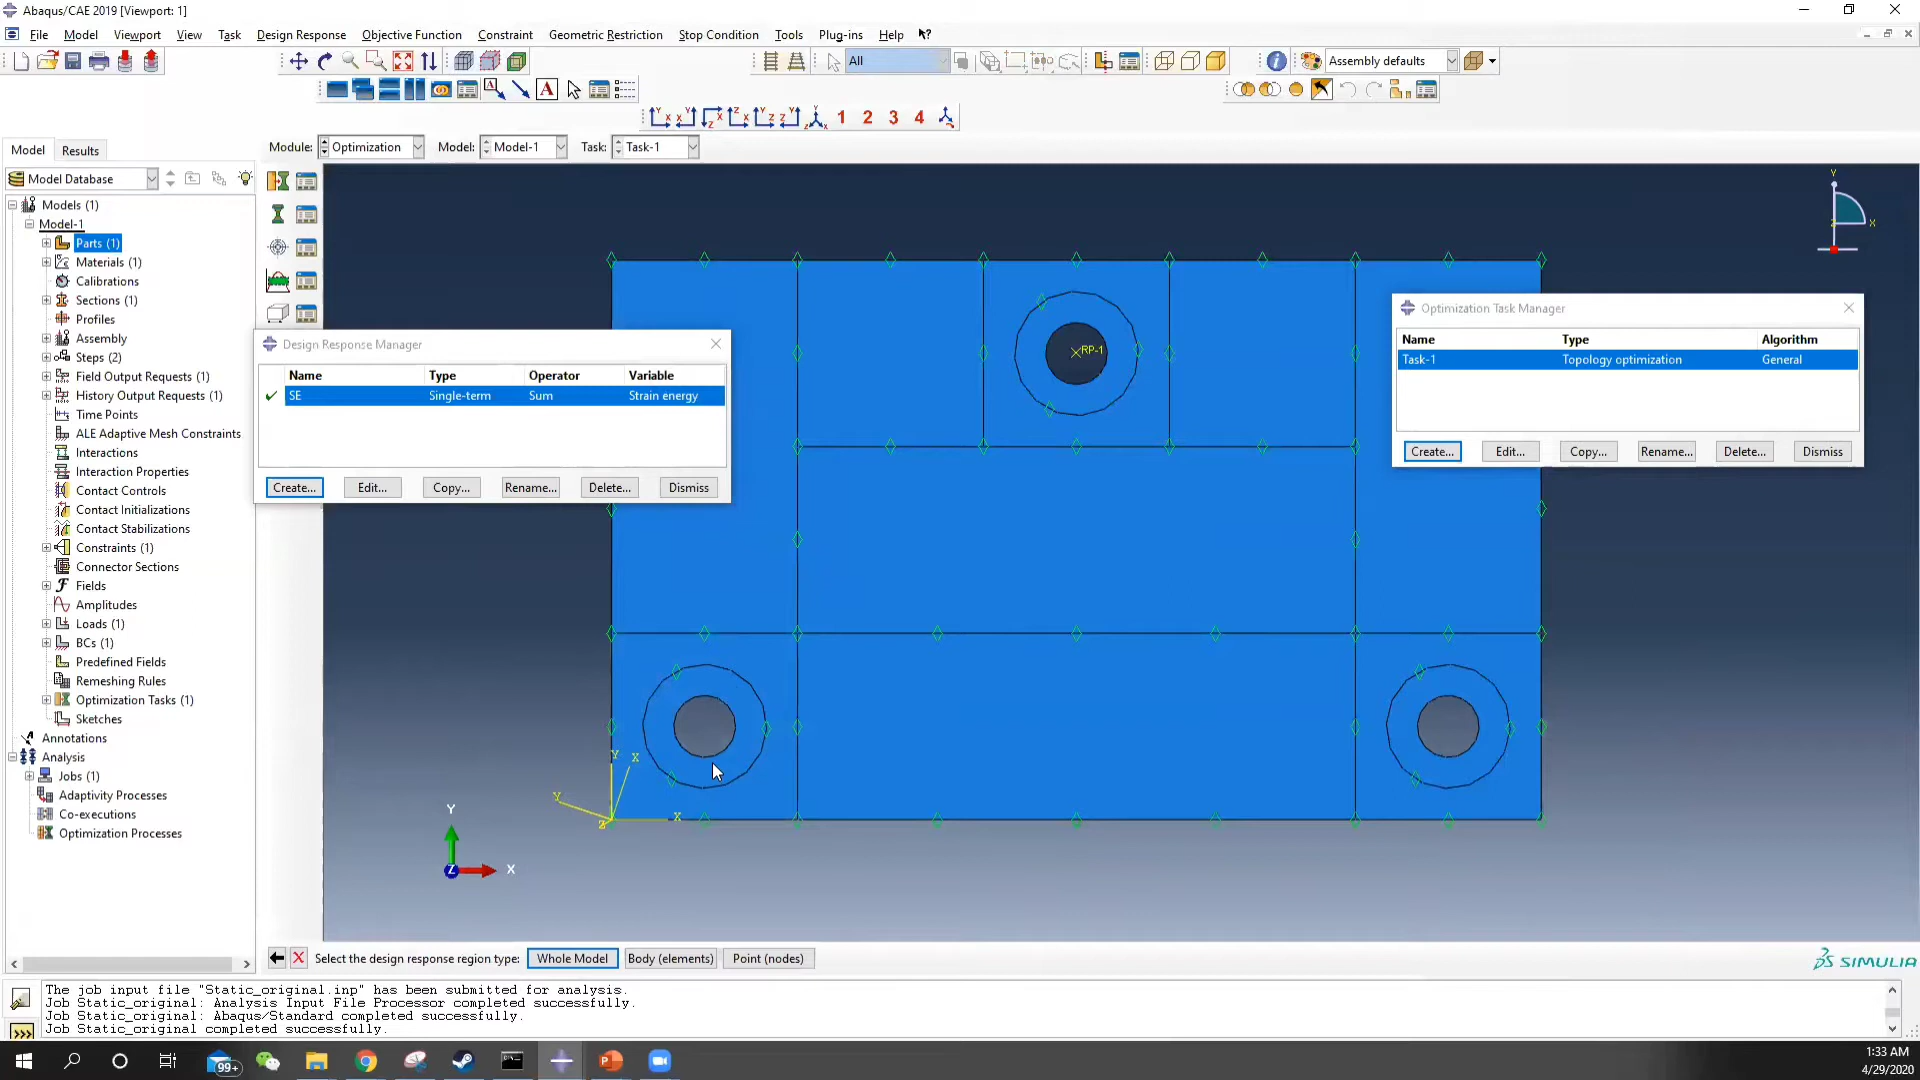 Abaqus/CAE 2019 [Viewport: 1]
File Model Viewport View Task Design Response Objective Function Constraint Geometric Restriction Stop Condition Tools Plug-ins Help
All
Assembly defaults
1 2 3 4
Model Results
Module: Optimization Model: Model-1 Task: Task-1
Model Database
Models (1)
Model-1
Parts (1)
Materials (1)
Calibrations
Sections (1)
Profiles
Assembly
Steps (2)
Field Output Requests (1)
History Output Requests (1)
Time Points
ALE Adaptive Mesh Constraints
Interactions
Interaction Properties
Contact Controls
Contact Initializations
Contact Stabilizations
Constraints (1)
Connector Sections
Fields
Amplitudes
Loads (1)
BCs (1)
Predefined Fields
Remeshing Rules
Optimization Tasks (1)
Sketches
Annotations
Analysis
Jobs (1)
Adaptivity Processes
Co-executions
Optimization Processes
Design Response Manager
Name Type Operator Variable
SE Single-term Sum Strain energy
Create... Edit... Copy... Rename... Delete... Dismiss
RP-1
Optimization Task Manager
Name Type Algorithm
Task-1 Topology optimization General
Create... Edit... Copy... Rename... Delete... Dismiss
Y
X
Y
X
Y
Z
X
Y
Z
X
Select the design response region type: Whole Model Body (elements) Point (nodes)
SIMULIA
The job input file "Static_original.inp" has been submitted for analysis.
Job Static_original: Analysis Input File Processor completed successfully.
Job Static_original: Abaqus/Standard completed successfully.
Job Static_original completed successfully.
>>>
99+
1:33 AM
4/29/2020